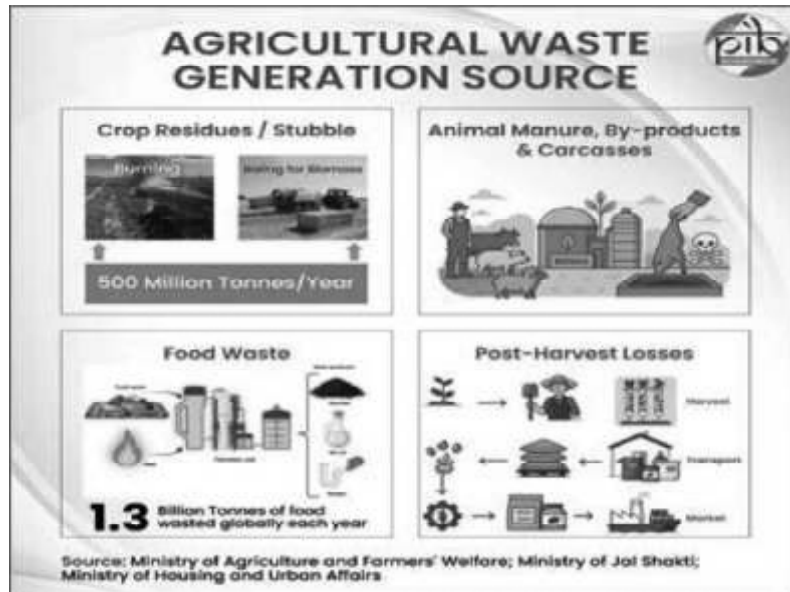 pib
AGRICULTURAL WASTE
GENERATION SOURCE
Crop Residues / Stubble
Burning
Baling for Biomass
500 Million Tonnes/Year
Animal Manure, By-products
& Carcasses
Food Waste
1.3 Billion Tonnes of food
wasted globally each year
Post-Harvest Losses
Harvest
Transport
Market
Source: Ministry of Agriculture and Farmers' Welfare; Ministry of Jal Shakti;
Ministry of Housing and Urban Affairs